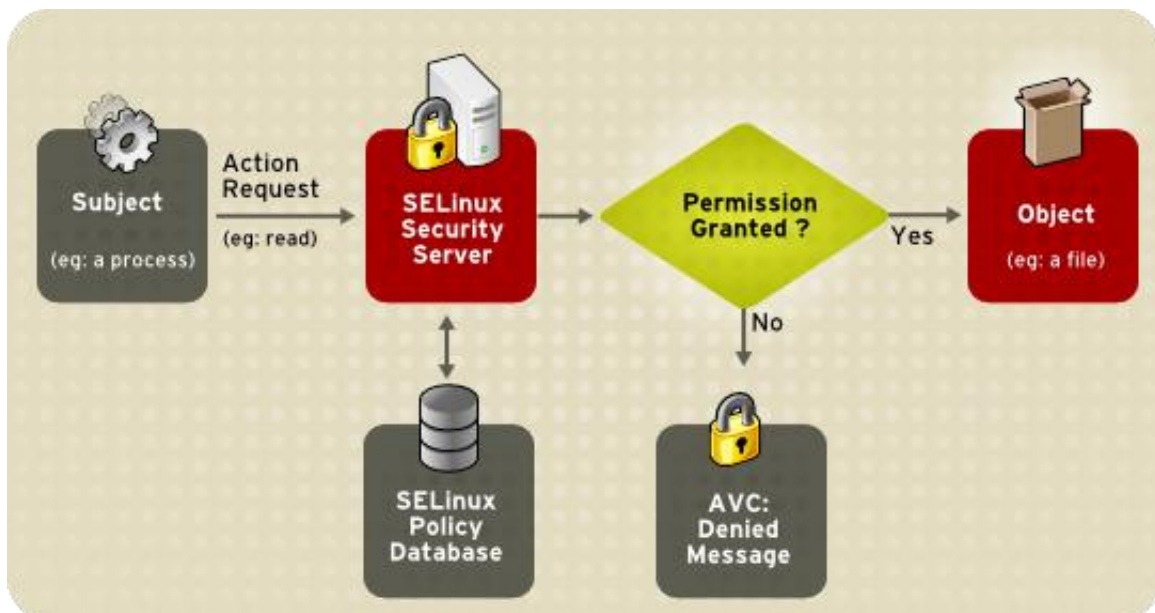 Subject
(eg: a process)
Action
Request
(eg: read)
SELinux
Security
Server
Permission
Granted ?
Yes
Object
(eg: a file)
No
SELinux
Policy
Database
AVC:
Denied
Message